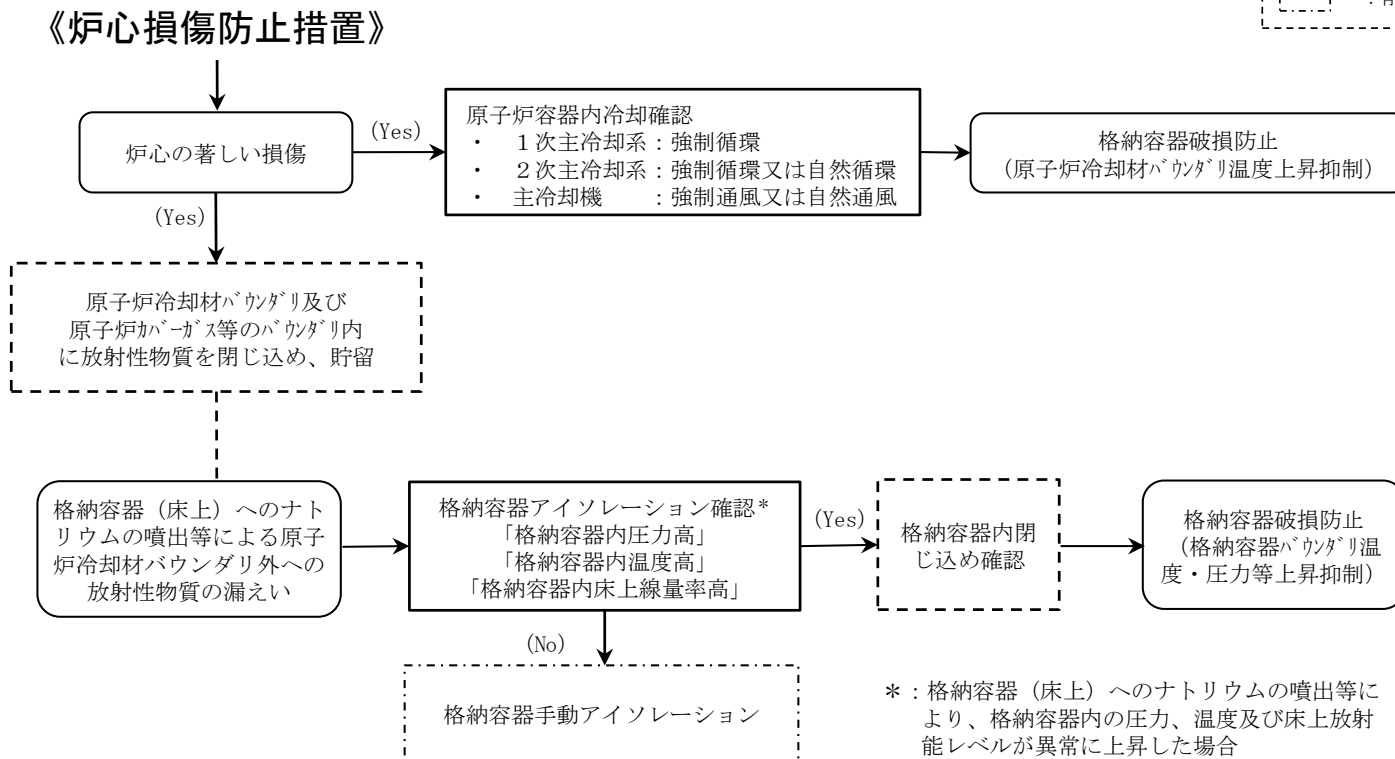 《炉心損傷防止措置》
炉心の著しい損傷
(Yes)
原子炉容器内冷却確認
・ １次主冷却系：強制循環
・ ２次主冷却系：強制循環又は自然循環
・ 主冷却機 ：強制通風又は自然通風
格納容器破損防止
(原子炉冷却材ﾊﾞｳﾝﾀﾞﾘ温度上昇抑制)
(Yes)
原子炉冷却材ﾊﾞｳﾝﾀﾞﾘ及び
原子炉ｶﾊﾞｰｶﾞｽ等のﾊﾞｳﾝﾀﾞﾘ内
に放射性物質を閉じ込め、貯留
格納容器（床上）へのナト
リウムの噴出等による原子
炉冷却材バウンダリ外への
放射性物質の漏えい
格納容器アイソレーション確認*
「格納容器内圧力高」
「格納容器内温度高」
「格納容器内床上線量率高」
(Yes)
格納容器内閉
じ込め確認
格納容器破損防止
(格納容器ﾊﾞｳﾝﾀﾞﾘ温
度・圧力等上昇抑制)
(No)
格納容器手動アイソレーション
＊：格納容器（床上）へのナトリウムの噴出等に
より、格納容器内の圧力、温度及び床上放射
能レベルが異常に上昇した場合